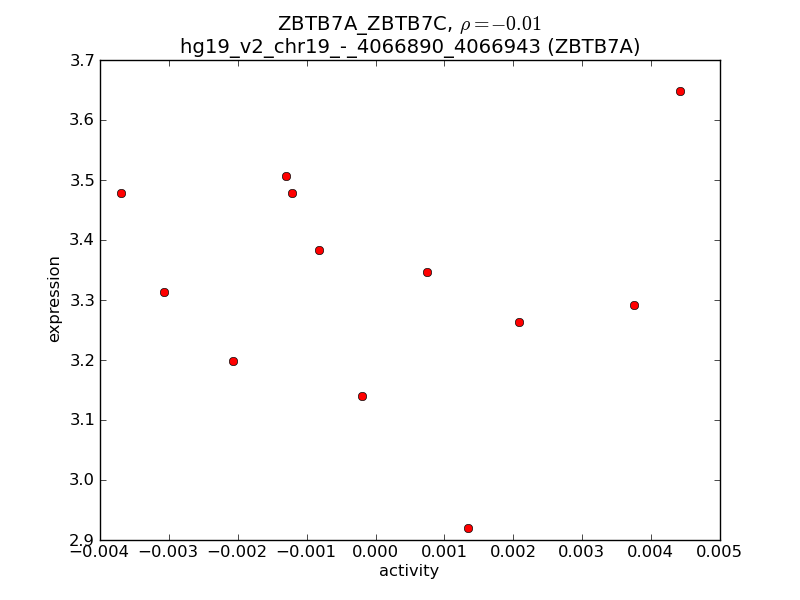 ZBTB7A_ZBTB7C, ρ = −0.01
hg19_v2_chr19_-_4066890_4066943 (ZBTB7A)
3.7
3.6
3.5
3.4
3.3
3.2
3.1
3.0
2.9
expression
−0.004 −0.003 −0.002 −0.001 0.000 0.001 0.002 0.003 0.004 0.005
activity